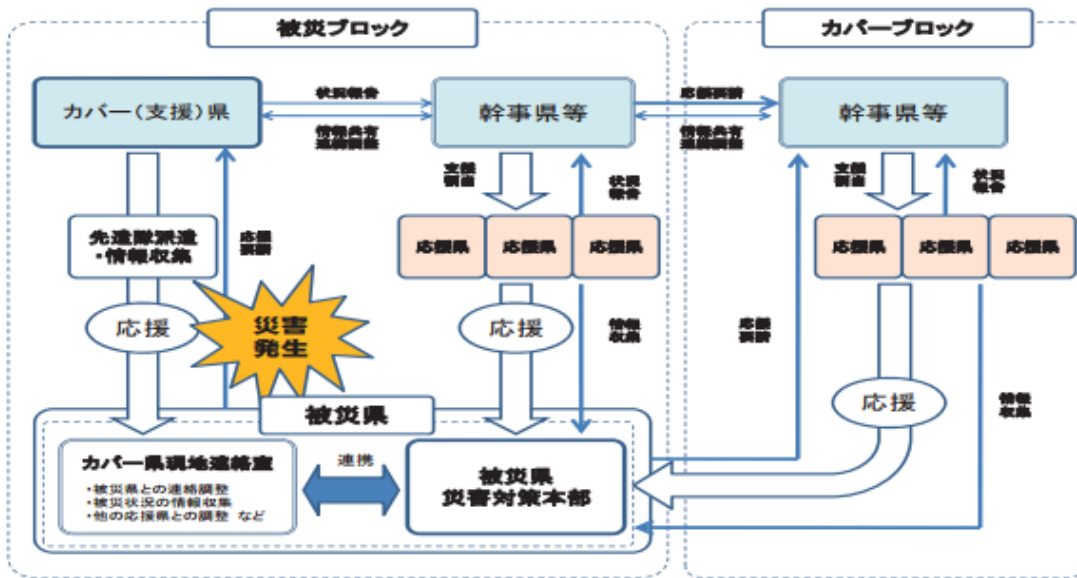 被災ブロック
カバーブロック
カバー(支援)県
状況報告
情報共有
連絡調整
幹事県等
応援要請
情報共有
連絡調整
幹事県等
支援
割当
状況
報告
支援
割当
状況
報告
先遣隊派遣
・情報収集
応援
要請
応援県
応援県
応援県
応援県
応援県
応援県
災害
発生
応援
応援
情報
収集
応援
要請
応援
情報
収集
被災県
カバー県現地連絡室
・被災県との連絡調整
・被災状況の情報収集
・他の応援県との調整 など
連携
被災県
災害対策本部